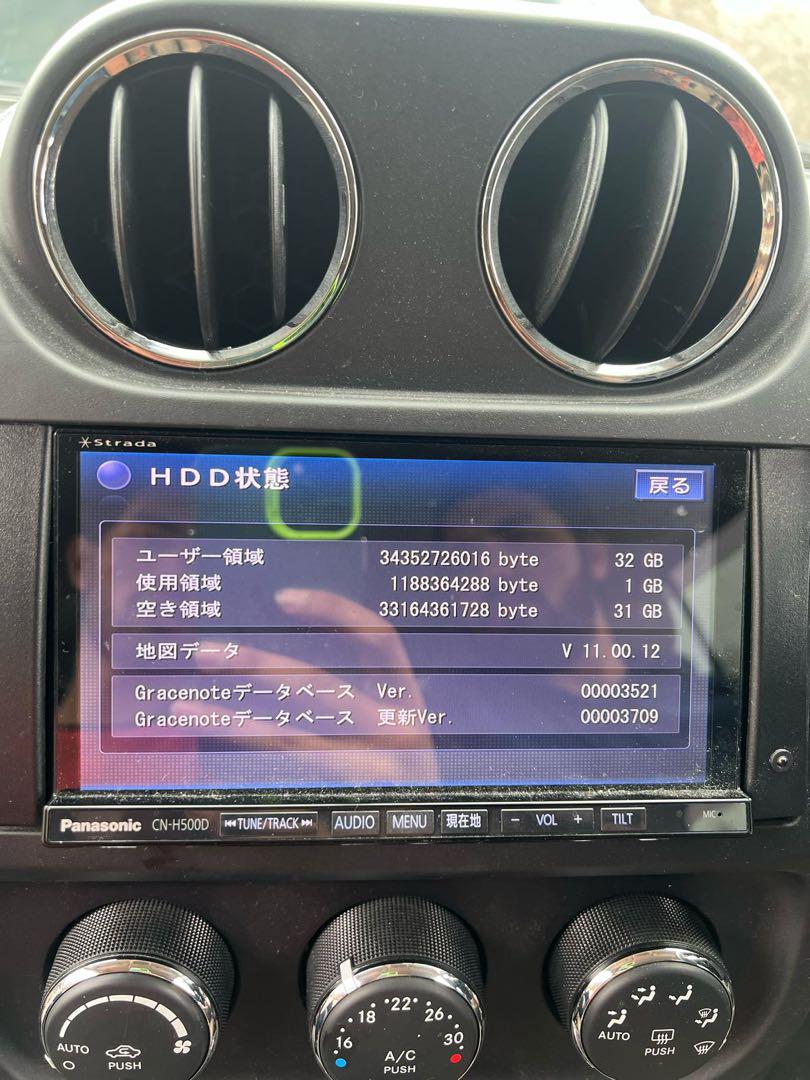 Strada
HDD状態
戻る
ユーザー領域 34352726016 byte 32 GB
使用領域 1188364288 byte 1 GB
空き領域 33164361728 byte 31 GB
地図データ V 11.00.12
Gracenoteデータベース Ver. 00003521
Gracenoteデータベース 更新Ver. 00003709
Panasonic CN-H500D TUNE/TRACK AUDIO MENU 現在地 − VOL + TILT MIC
AUTO PUSH
16 18 22 26 30
A/C
PUSH
AUTO PUSH